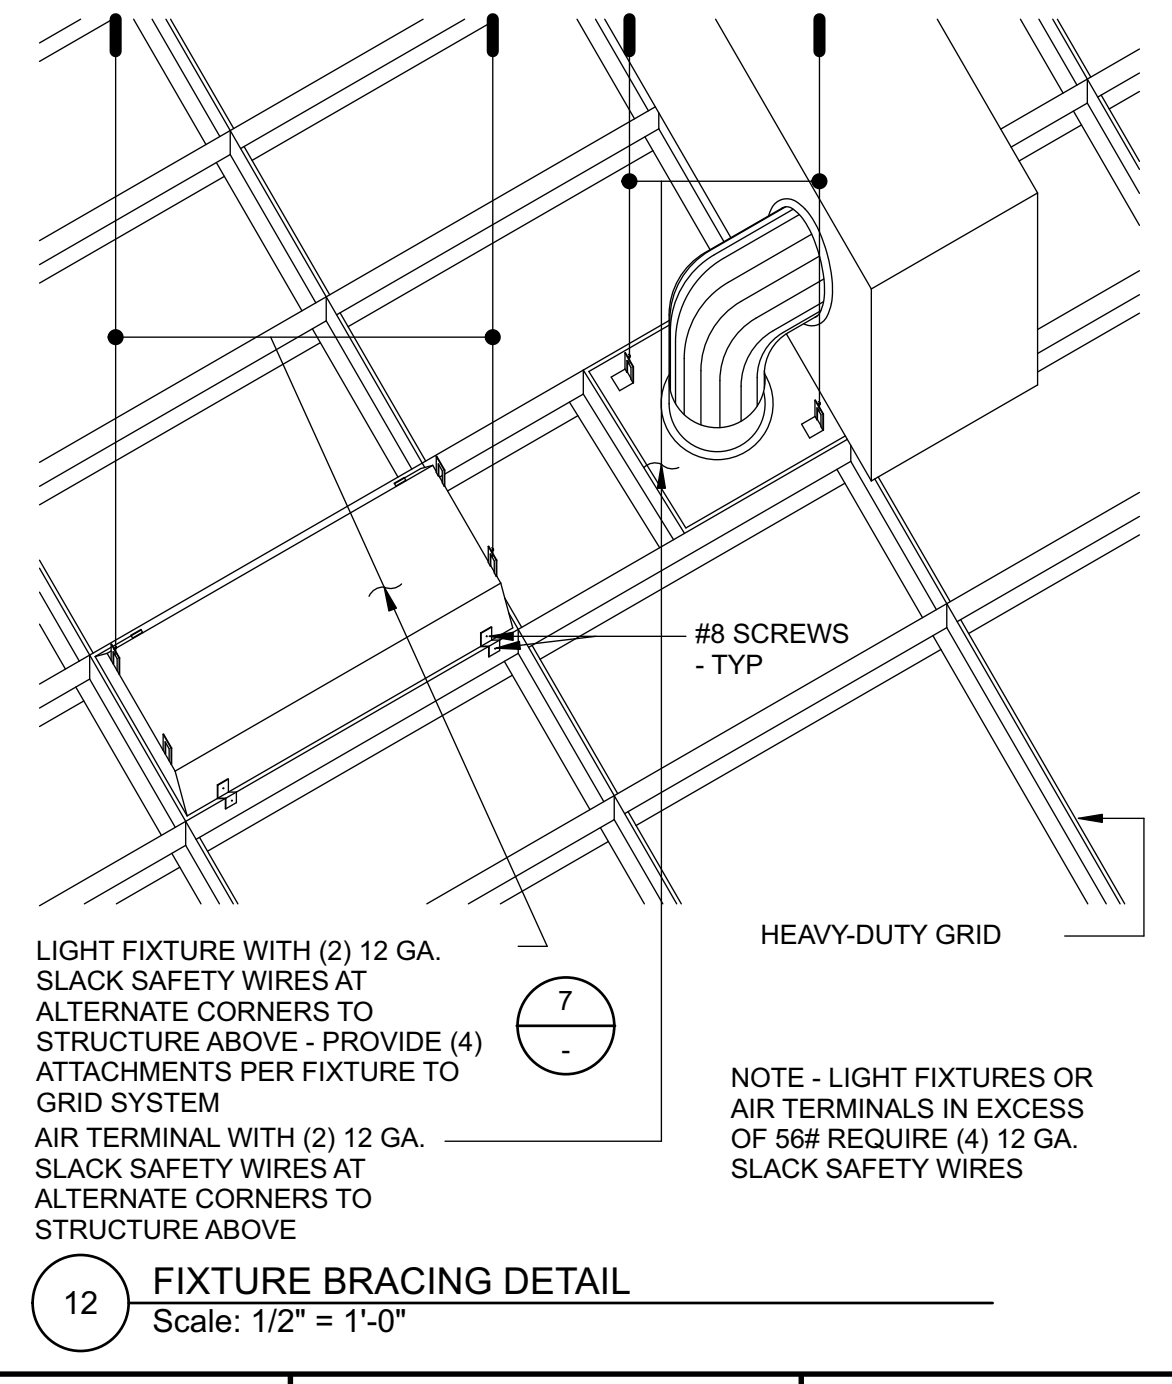 #8 SCREWS
- TYP
HEAVY-DUTY GRID
LIGHT FIXTURE WITH (2) 12 GA.
SLACK SAFETY WIRES AT
ALTERNATE CORNERS TO
STRUCTURE ABOVE - PROVIDE (4)
ATTACHMENTS PER FIXTURE TO
GRID SYSTEM
7
-
AIR TERMINAL WITH (2) 12 GA.
SLACK SAFETY WIRES AT
ALTERNATE CORNERS TO
STRUCTURE ABOVE
NOTE - LIGHT FIXTURES OR
AIR TERMINALS IN EXCESS
OF 56# REQUIRE (4) 12 GA.
SLACK SAFETY WIRES
12
FIXTURE BRACING DETAIL
Scale: 1/2" = 1'-0"